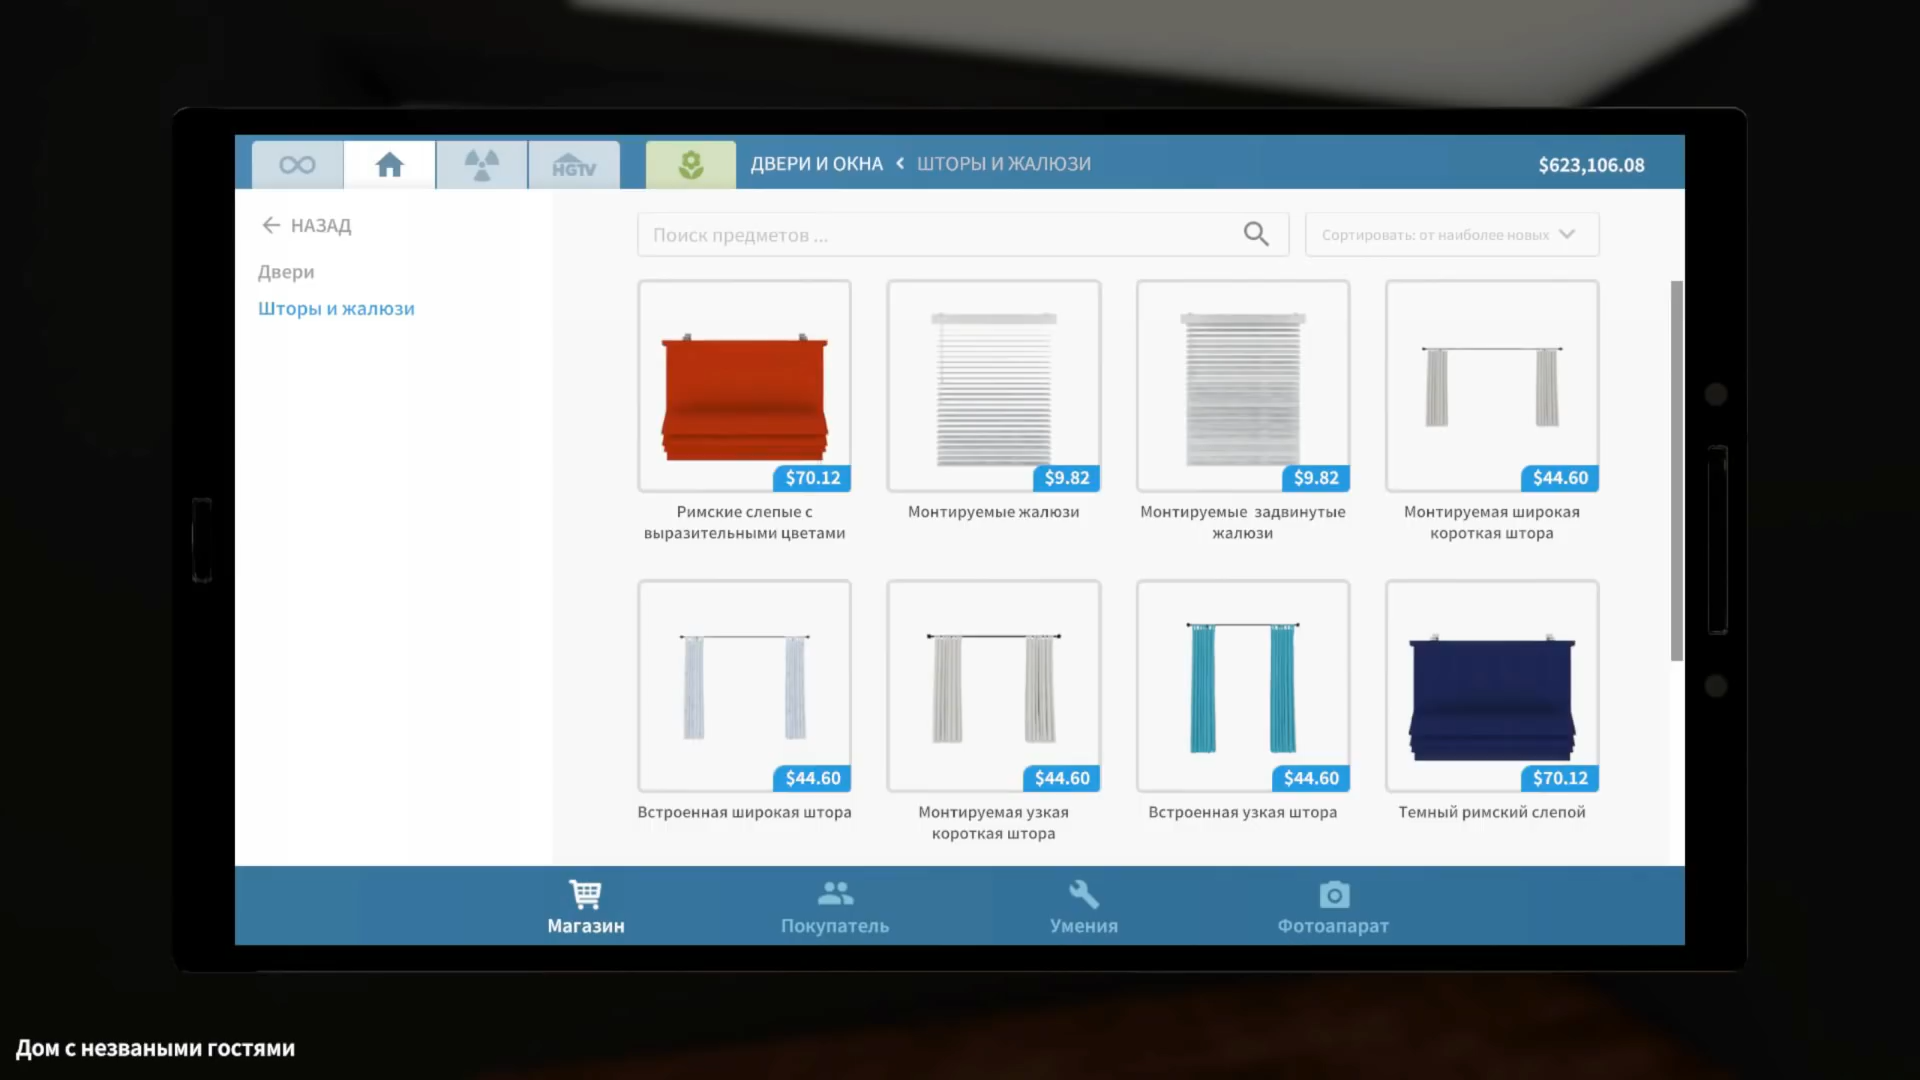 HGTV
ДВЕРИ И ОКНА < ШТОРЫ И ЖАЛЮЗИ
$623,106.08
НАЗАД
Двери
Шторы и жалюзи
Поиск предметов ...
Сортировать: от наиболее новых
$70.12
$9.82
$9.82
$44.60
Римские слепые с
выразительными цветами
Монтируемые жалюзи
Монтируемые задвинутые
жалюзи
Монтируемая широкая
короткая штора
$44.60
$44.60
$44.60
$70.12
Встроенная широкая штора
Монтируемая узкая
короткая штора
Встроенная узкая штора
Темный римский слепой
Магазин
Покупатель
Умения
Фотоапарат
Дом с незваными гостями